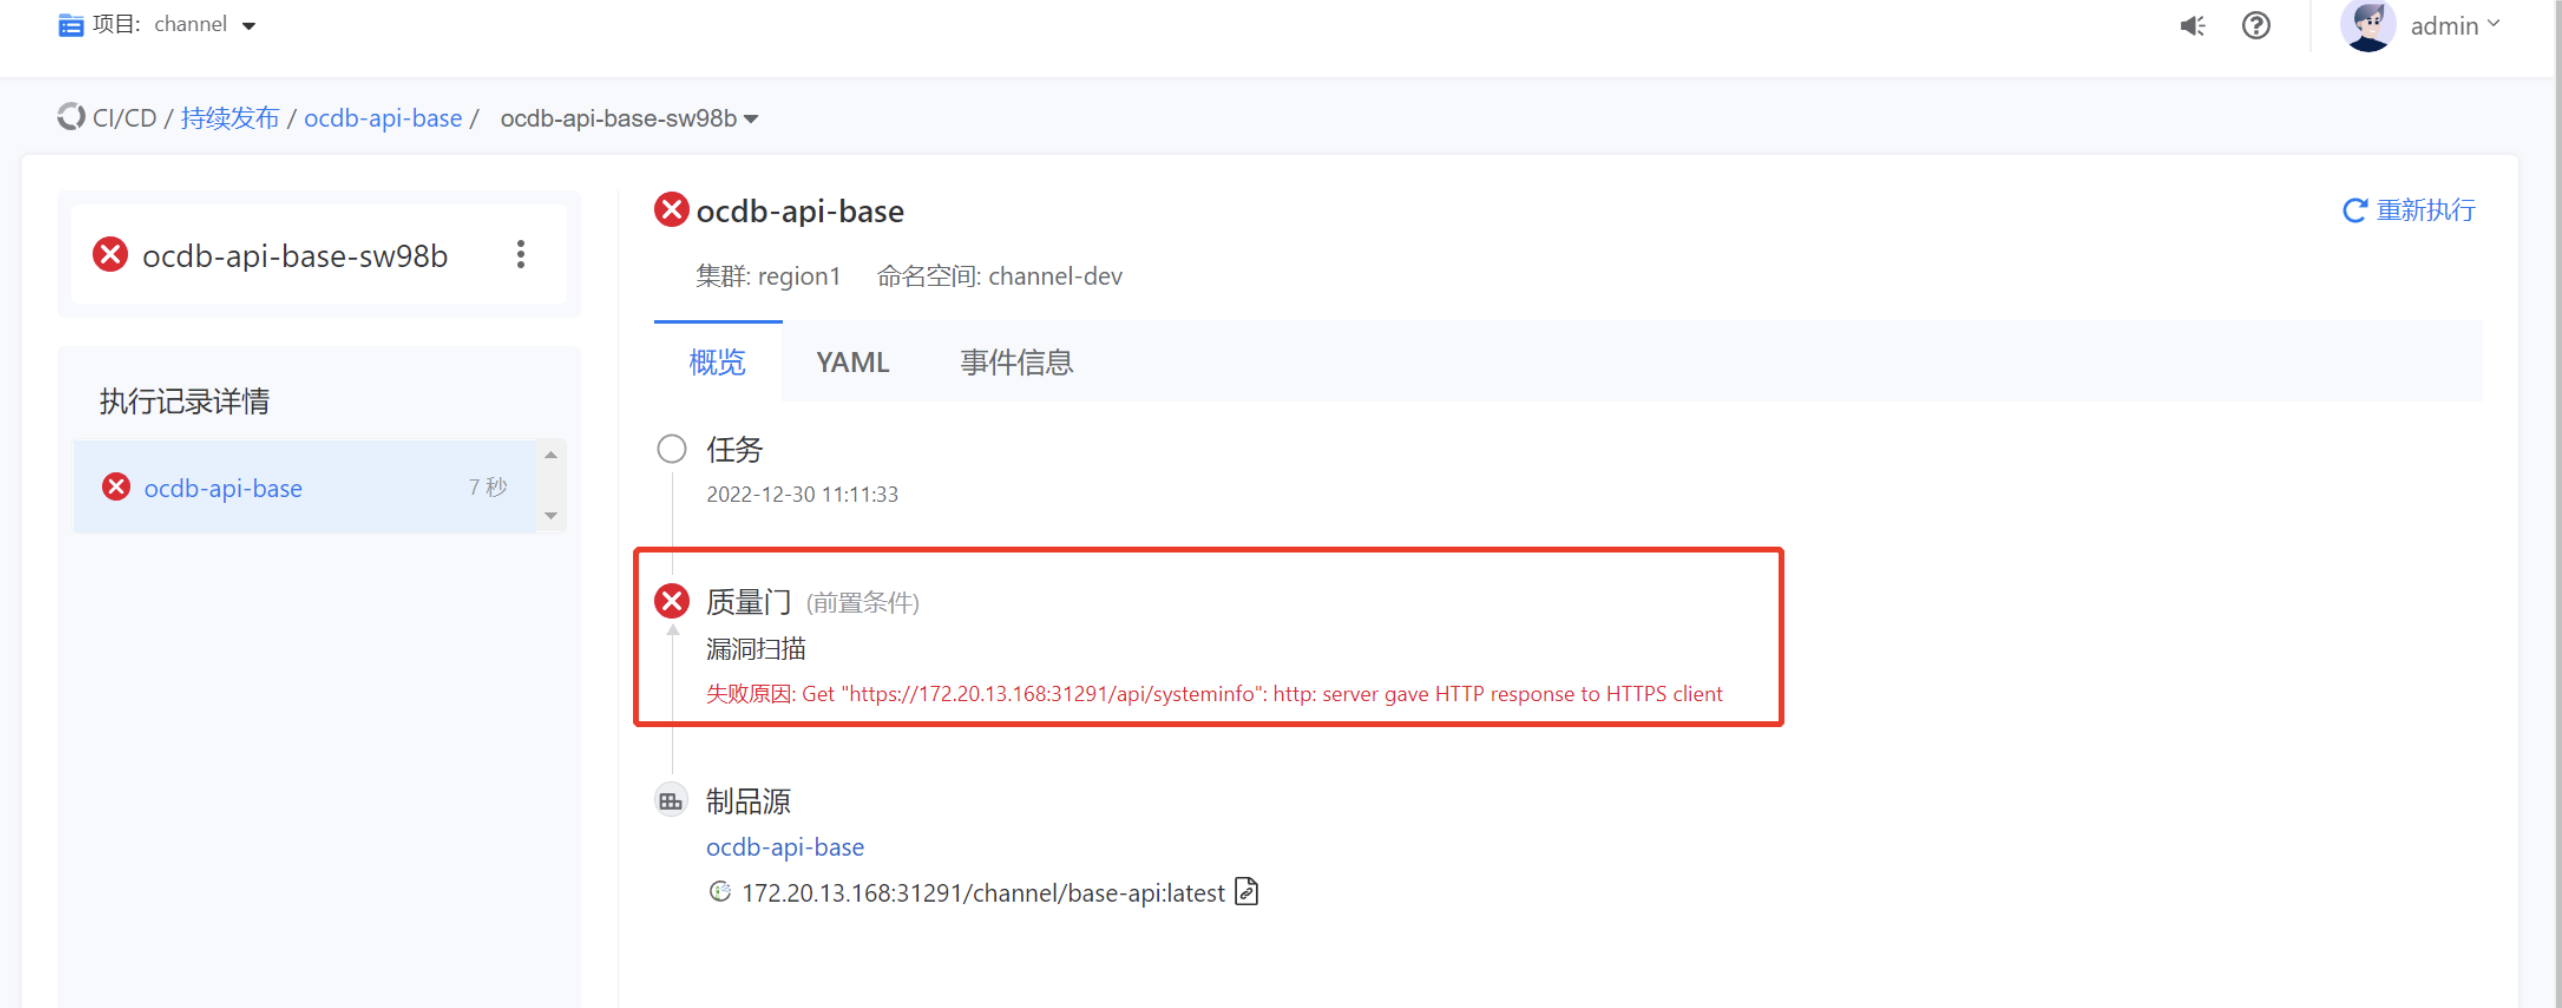 项目: channel
admin
CI/CD / 持续发布 / ocdb-api-base / ocdb-api-base-sw98b
ocdb-api-base-sw98b
执行记录详情
ocdb-api-base 7 秒
ocdb-api-base
重新执行
集群: region1 命名空间: channel-dev
概览 YAML 事件信息
任务
2022-12-30 11:11:33
质量门 (前置条件)
漏洞扫描
失败原因: Get "https://172.20.13.168:31291/api/systeminfo": http: server gave HTTP response to HTTPS client
制品源
ocdb-api-base
172.20.13.168:31291/channel/base-api:latest